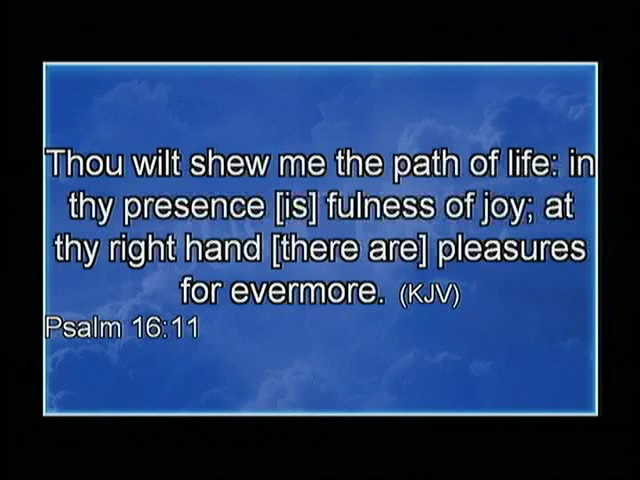 Thou wilt shew me the path of life: in
thy presence [is] fulness of joy; at
thy right hand [there are] pleasures
for evermore. (KJV)
Psalm 16:11